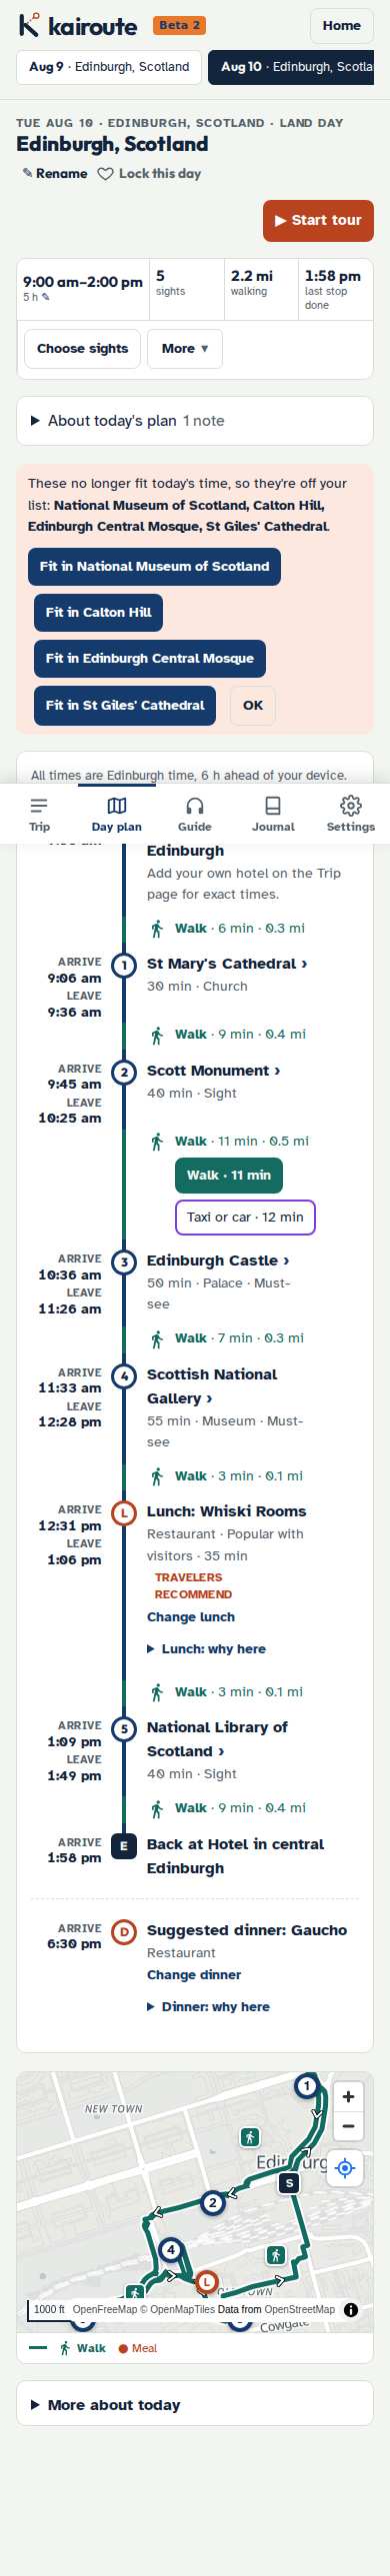 kairoute
Beta 2
Home
Aug 9 · Edinburgh, Scotland
Aug 10 · Edinburgh,
TUE AUG 10 · EDINBURGH, SCOTLAND · LAND DAY
Edinburgh, Scotland
✎ Rename
Lock this day
▶ Start tour
9:00 am–2:00 pm
5 h ✎
5
sights
2.2 mi
walking
1:58 pm
last stop
done
Choose sights
More ▾
▶ About today's plan 1 note
These no longer fit today's time, so they're off your
list: National Museum of Scotland, Calton Hill,
Edinburgh Central Mosque, St Giles' Cathedral.
Fit in National Museum of Scotland
Fit in Calton Hill
Fit in Edinburgh Central Mosque
Fit in St Giles' Cathedral
OK
All times are Edinburgh time, 6 h ahead of your device.
Trip
Day plan
Guide
Journal
Settings
Edinburgh
Add your own hotel on the Trip
page for exact times.
Walk · 6 min · 0.3 mi
ARRIVE
9:06 am
LEAVE
9:36 am
1
St Mary's Cathedral ›
30 min · Church
Walk · 9 min · 0.4 mi
ARRIVE
9:45 am
LEAVE
10:25 am
2
Scott Monument ›
40 min · Sight
Walk · 11 min · 0.5 mi
Walk · 11 min
Taxi or car · 12 min
ARRIVE
10:36 am
LEAVE
11:26 am
3
Edinburgh Castle ›
50 min · Palace · Must-
see
Walk · 7 min · 0.3 mi
ARRIVE
11:33 am
LEAVE
12:28 pm
4
Scottish National
Gallery ›
55 min · Museum · Must-
see
Walk · 3 min · 0.1 mi
ARRIVE
12:31 pm
LEAVE
1:06 pm
L
Lunch: Whiski Rooms
Restaurant · Popular with
visitors · 35 min
TRAVELERS
RECOMMEND
Change lunch
▶ Lunch: why here
Walk · 3 min · 0.1 mi
ARRIVE
1:09 pm
LEAVE
1:49 pm
5
National Library of
Scotland ›
40 min · Sight
Walk · 9 min · 0.4 mi
ARRIVE
1:58 pm
E
Back at Hotel in central
Edinburgh
ARRIVE
6:30 pm
D
Suggested dinner: Gaucho
Restaurant
Change dinner
▶ Dinner: why here
NEW TOWN
1
+
−
S
2
4
L
1000 ft
OpenFreeMap © OpenMapTiles Data from OpenStreetMap
Cowgate
Walk
Meal
▶ More about today